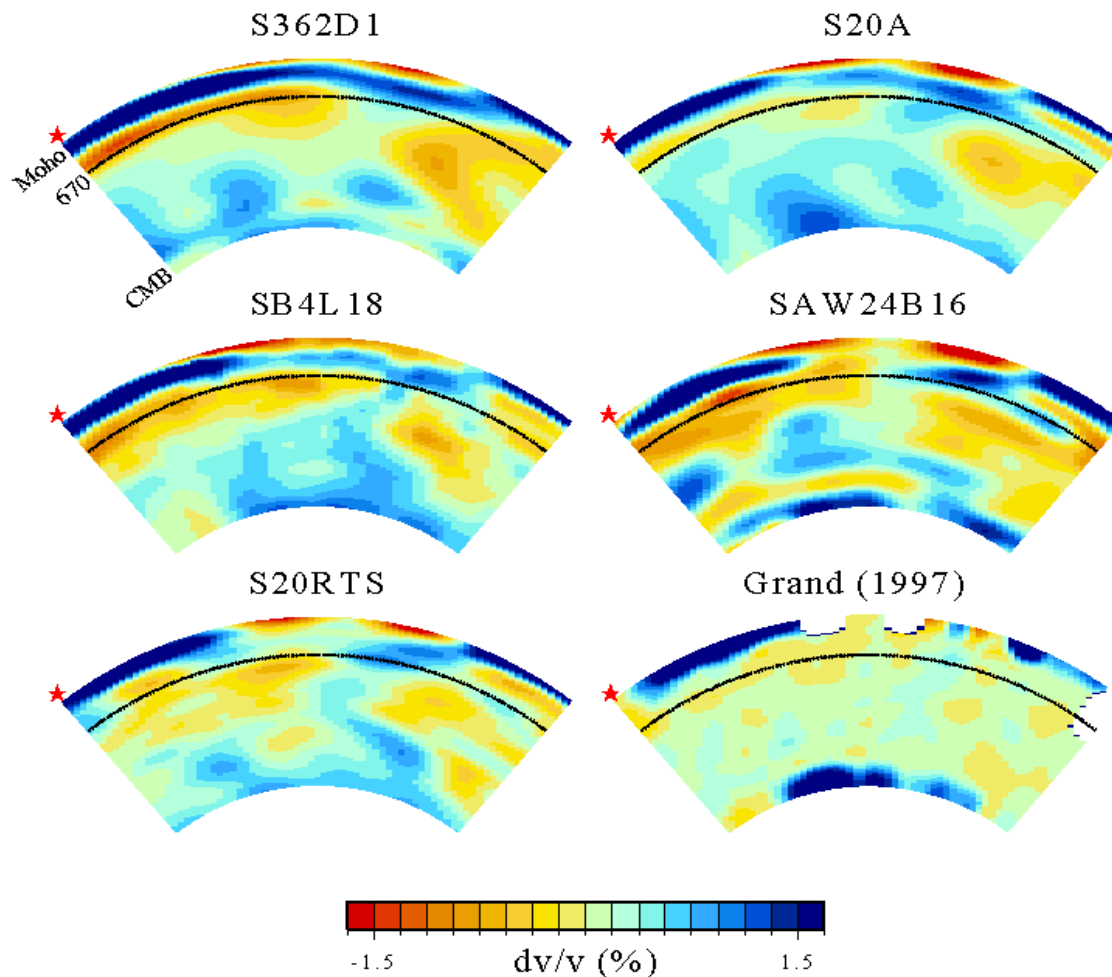 S362D1
S20A
Moho
670
CMB
SB4L18
SAW24B16
S20RTS
Grand (1997)
-1.5 dv/v (%) 1.5